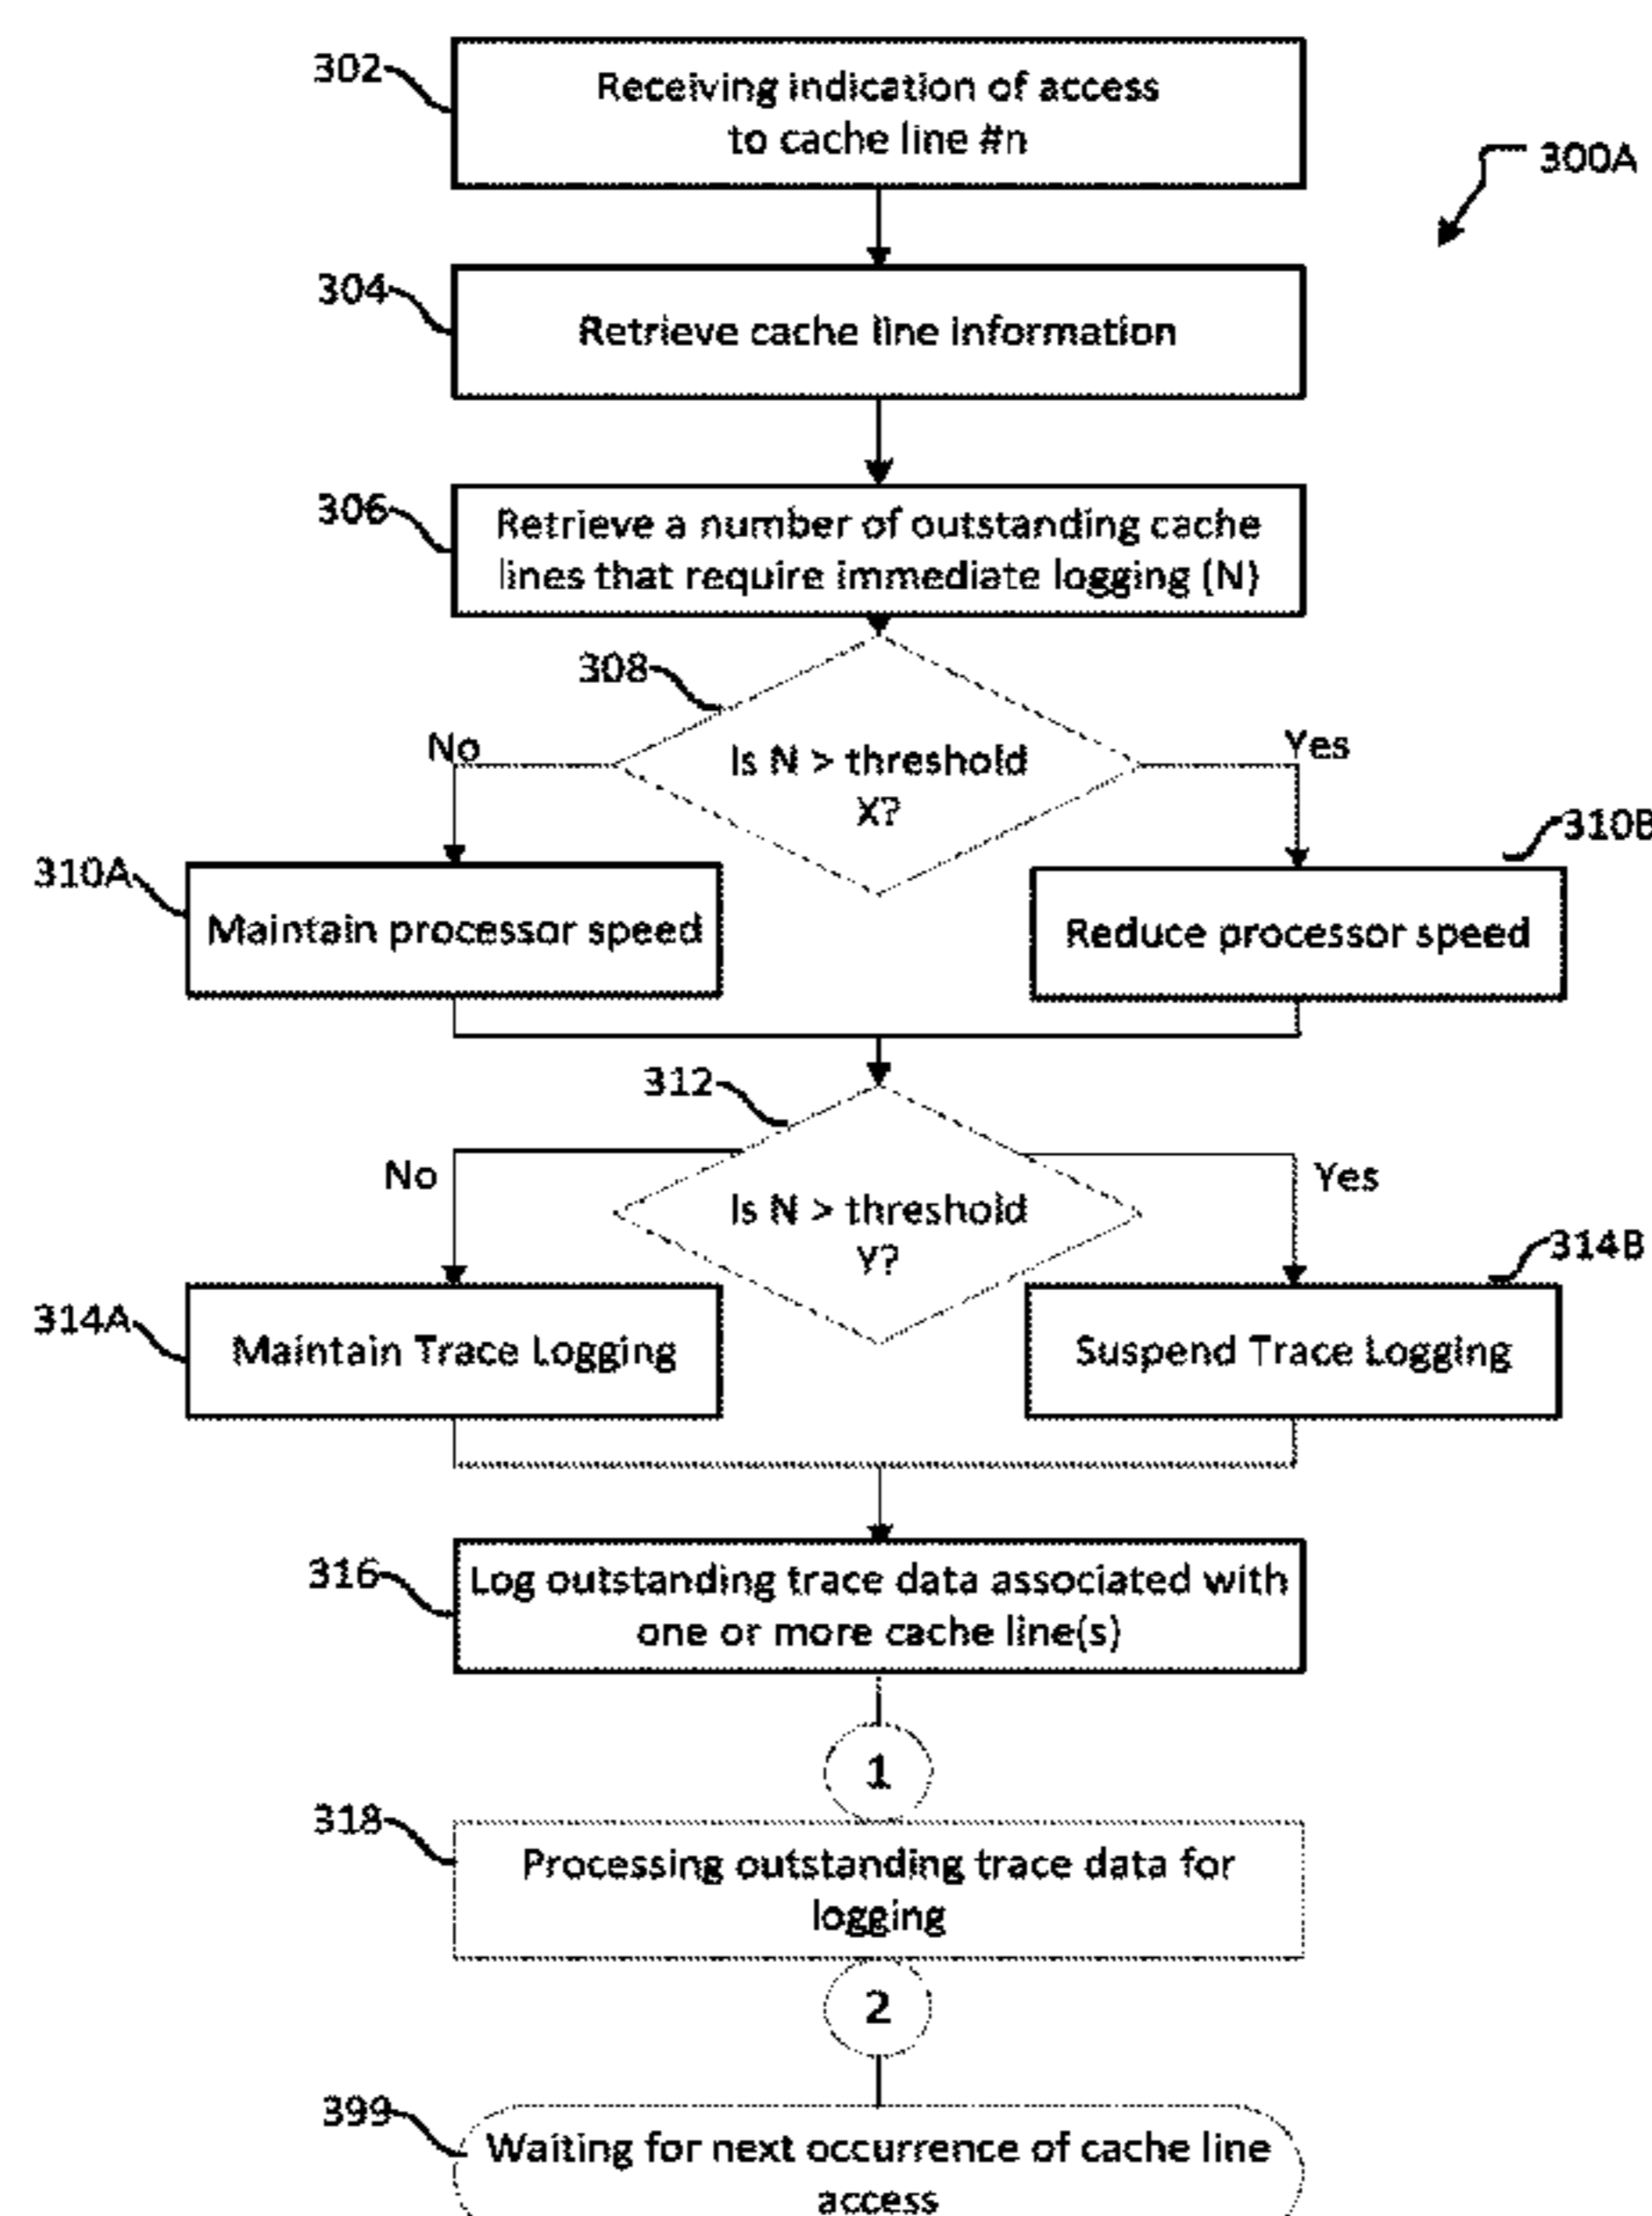 302
Receiving indication of access
to cache line #n
300A
304
Retrieve cache line information
306
Retrieve a number of outstanding cache
lines that require immediate logging (N)
308
No
Is N > threshold
X?
Yes
310A
Maintain processor speed
310B
Reduce processor speed
312
No
Is N > threshold
Y?
Yes
314A
Maintain Trace Logging
314B
Suspend Trace Logging
316
Log outstanding trace data associated with
one or more cache line(s)
1
318
Processing outstanding trace data for
logging
2
399
Waiting for next occurrence of cache line
access